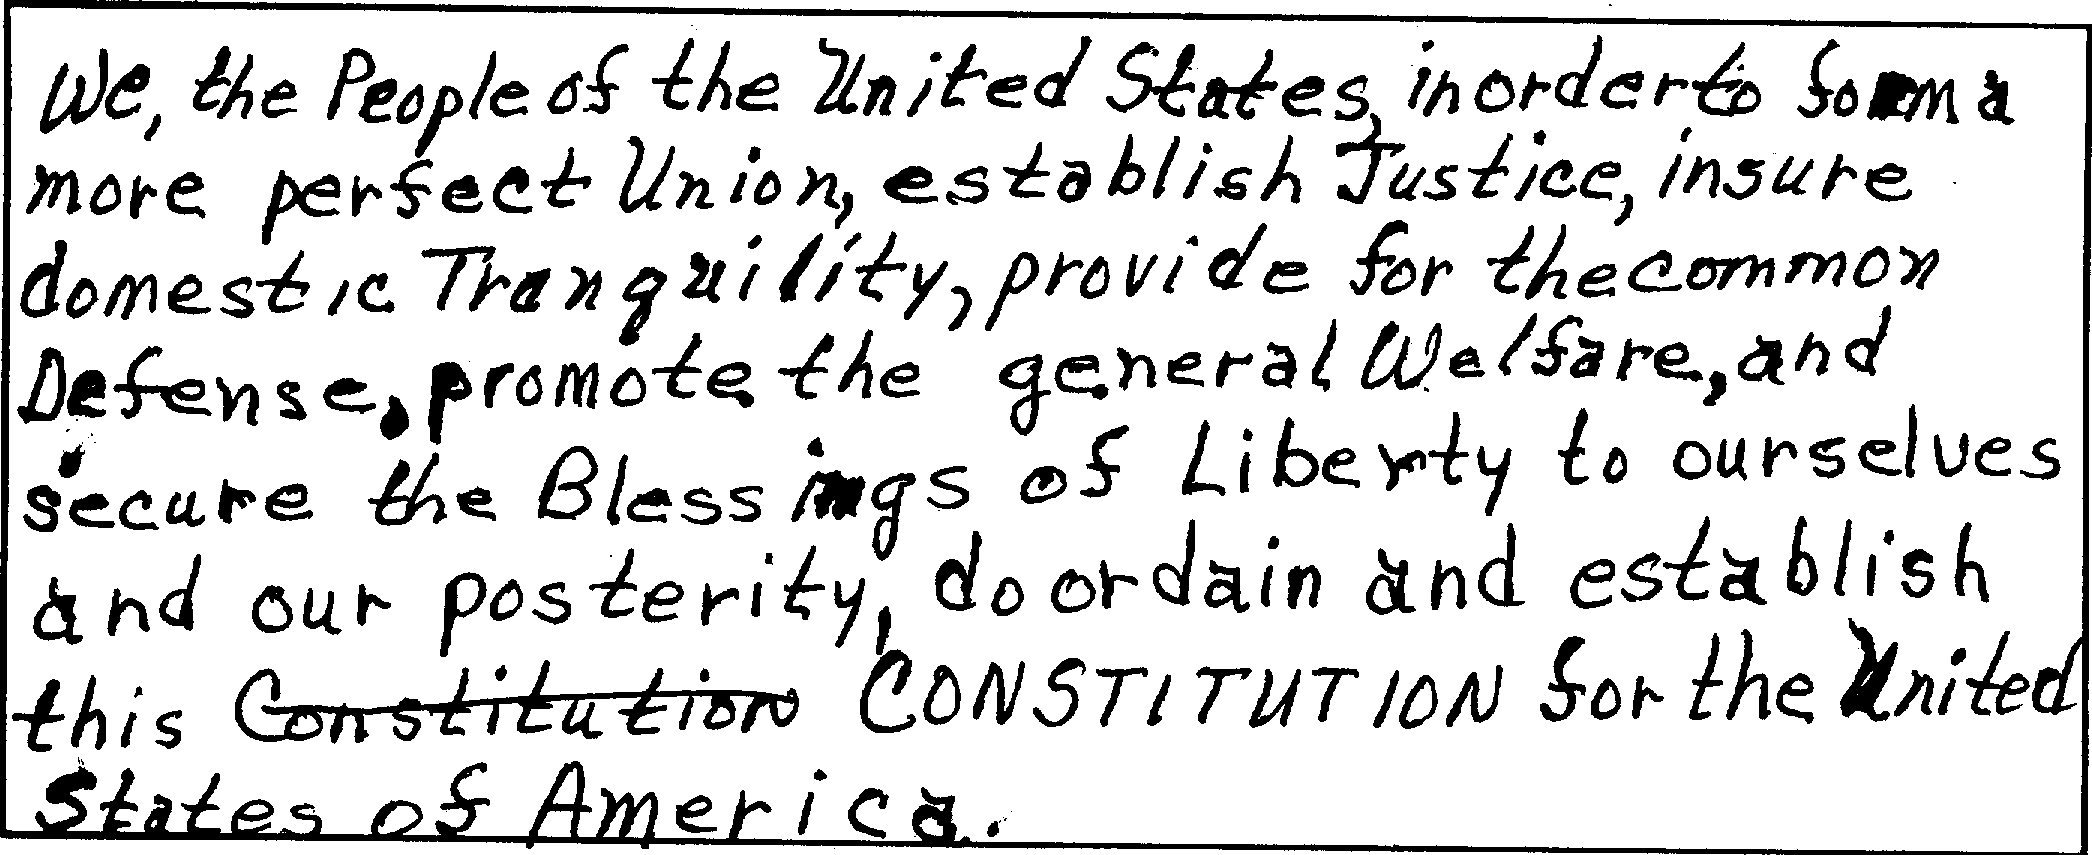 We, the People of the United States, in order to form a
more perfect Union, establish Justice, insure
domestic Tranquility, provide for the common
Defense, promote the general Welfare, and
secure the Blessings of Liberty to ourselves
and our posterity, do ordain and establish
this ~~Constitution~~ CONSTITUTION for the United
States of America.